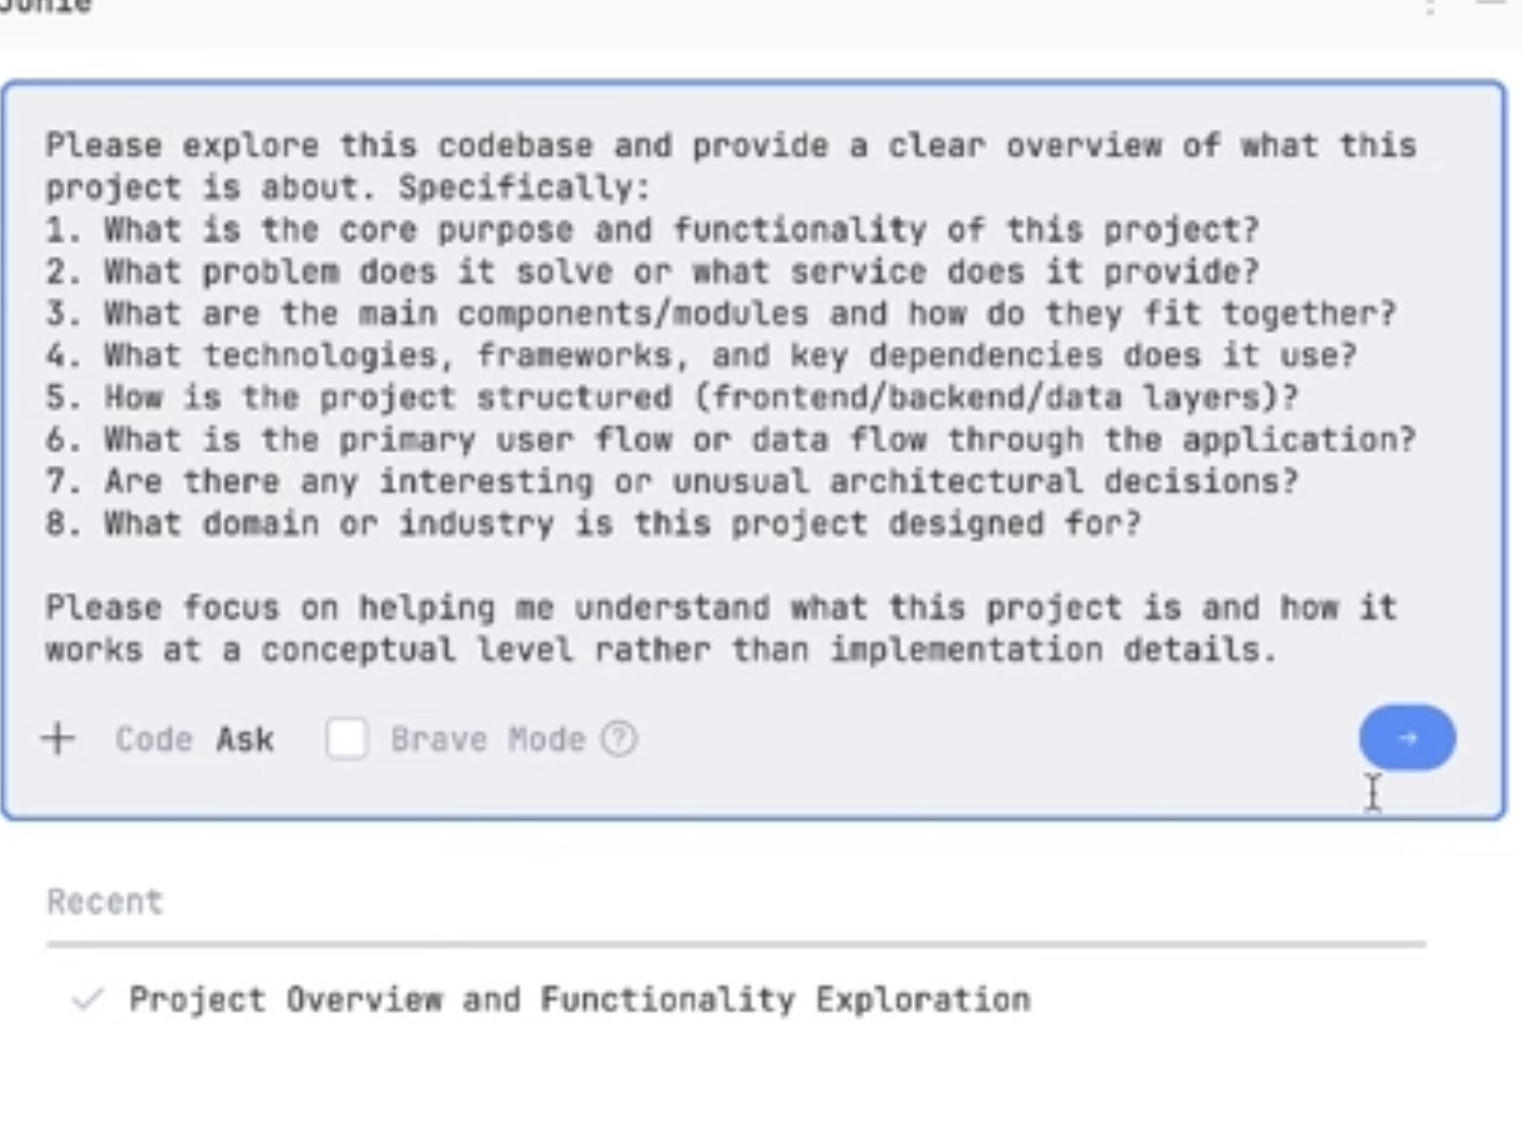 Junie
Please explore this codebase and provide a clear overview of what this
project is about. Specifically:
1. What is the core purpose and functionality of this project?
2. What problem does it solve or what service does it provide?
3. What are the main components/modules and how do they fit together?
4. What technologies, frameworks, and key dependencies does it use?
5. How is the project structured (frontend/backend/data layers)?
6. What is the primary user flow or data flow through the application?
7. Are there any interesting or unusual architectural decisions?
8. What domain or industry is this project designed for?
Please focus on helping me understand what this project is and how it
works at a conceptual level rather than implementation details.
Code Ask Brave Mode ?
Recent
Project Overview and Functionality Exploration